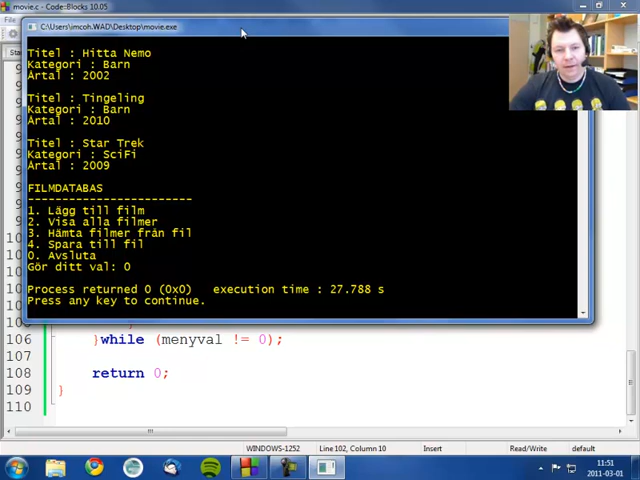 movie.c - Code::Blocks 10.05
C:\Users\imcoh.WAD\Desktop\movie.exe
File
Titel : Hitta Nemo
Kategori : Barn
Årtal : 2002
Titel : Tingeling
Kategori : Barn
Årtal : 2010
Titel : Star Trek
Kategori : SciFi
Årtal : 2009
FILMDATABAS
------------------------
1. Lägg till film
2. Visa alla filmer
3. Hämta filmer från fil
4. Spara till fil
0. Avsluta
Gör ditt val: 0
Process returned 0 (0x0)   execution time : 27.788 s
Press any key to continue.
106 }while (menyval != 0);
107
108 return 0;
109 }
110
WINDOWS-1252 Line 102, Column 10 Insert Read/Write default
11:51
2011-03-01